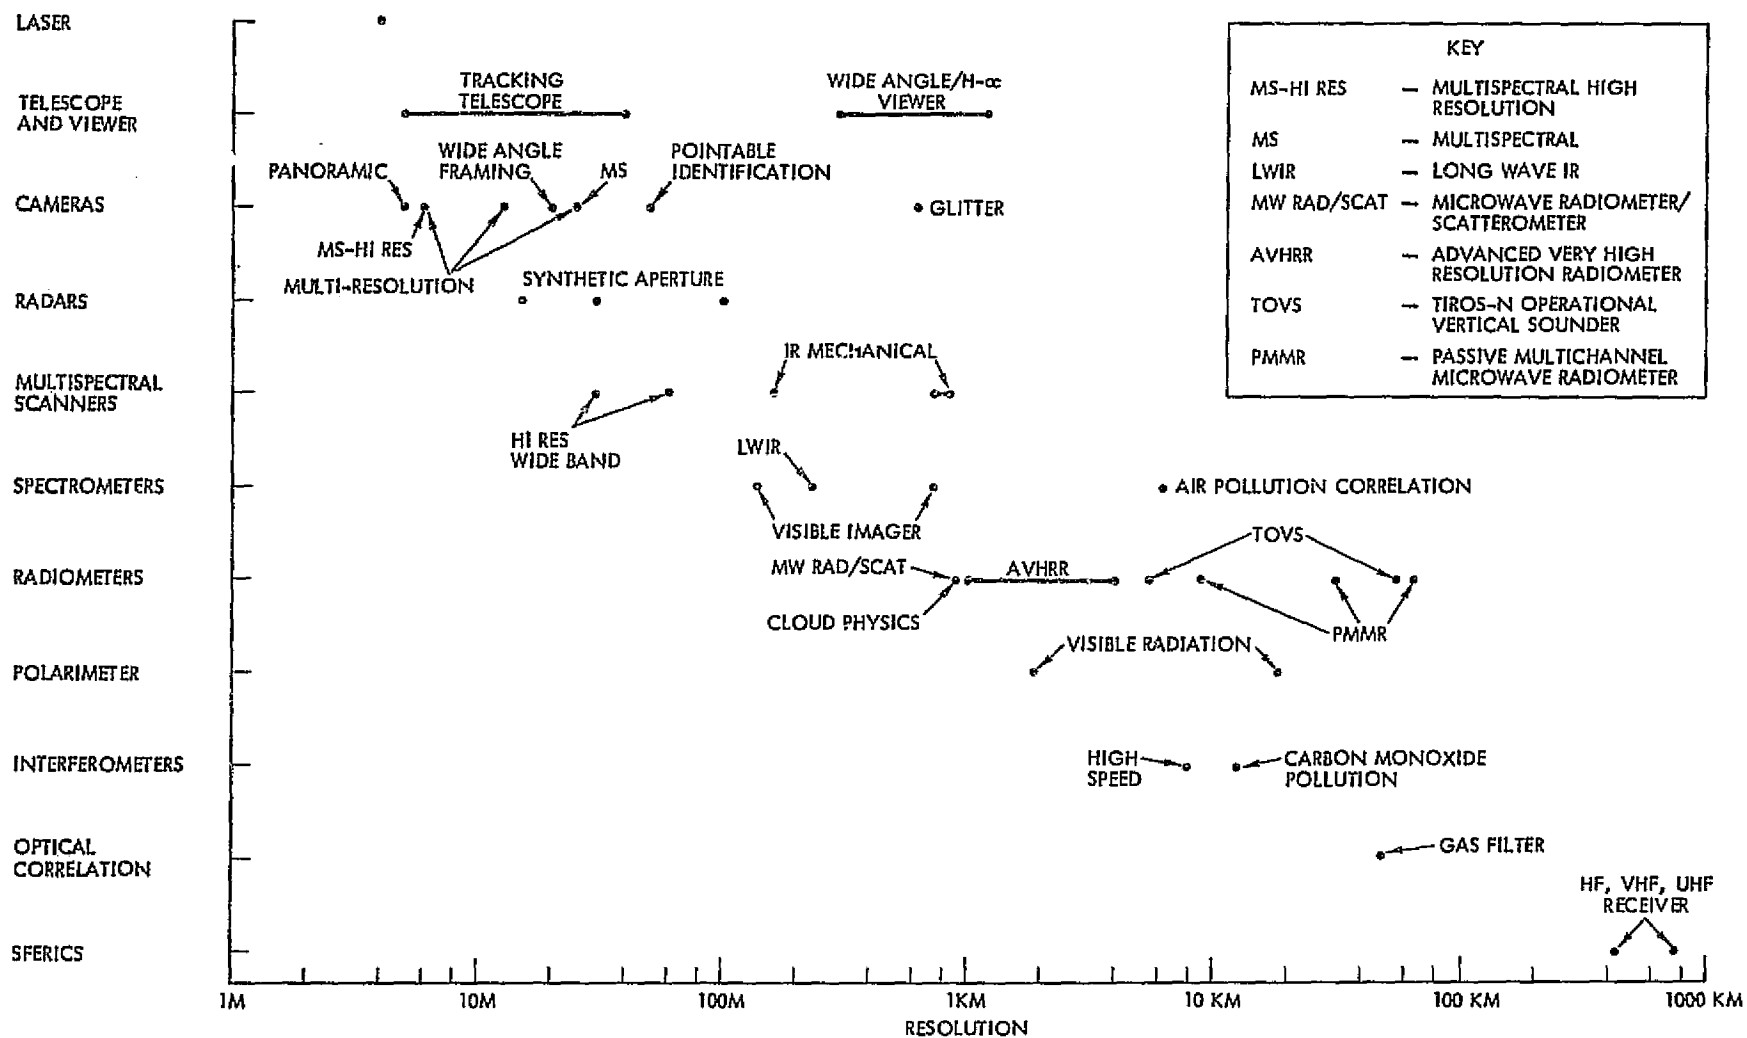 LASER
TELESCOPE
AND VIEWER
TRACKING
TELESCOPE
WIDE ANGLE/H-∝
VIEWER
CAMERAS
PANORAMIC
WIDE ANGLE
FRAMING
MS
POINTABLE
IDENTIFICATION
GLITTER
MS-HI RES
MULTI-RESOLUTION
RADARS
SYNTHETIC APERTURE
MULTISPECTRAL
SCANNERS
IR MECHANICAL
HI RES
WIDE BAND
SPECTROMETERS
LWIR
VISIBLE IMAGER
AIR POLLUTION CORRELATION
RADIOMETERS
MW RAD/SCAT
AVHRR
TOVS
CLOUD PHYSICS
PMMR
POLARIMETER
VISIBLE RADIATION
INTERFEROMETERS
HIGH
SPEED
CARBON MONOXIDE
POLLUTION
OPTICAL
CORRELATION
GAS FILTER
SFERICS
HF, VHF, UHF
RECEIVER
1M 10M 100M 1KM 10 KM 100 KM 1000 KM
RESOLUTION
KEY
MS-HI RES — MULTISPECTRAL HIGH
RESOLUTION
MS — MULTISPECTRAL
LWIR — LONG WAVE IR
MW RAD/SCAT — MICROWAVE RADIOMETER/
SCATTEROMETER
AVHRR — ADVANCED VERY HIGH
RESOLUTION RADIOMETER
TOVS — TIROS-N OPERATIONAL
VERTICAL SOUNDER
PMMR — PASSIVE MULTICHANNEL
MICROWAVE RADIOMETER